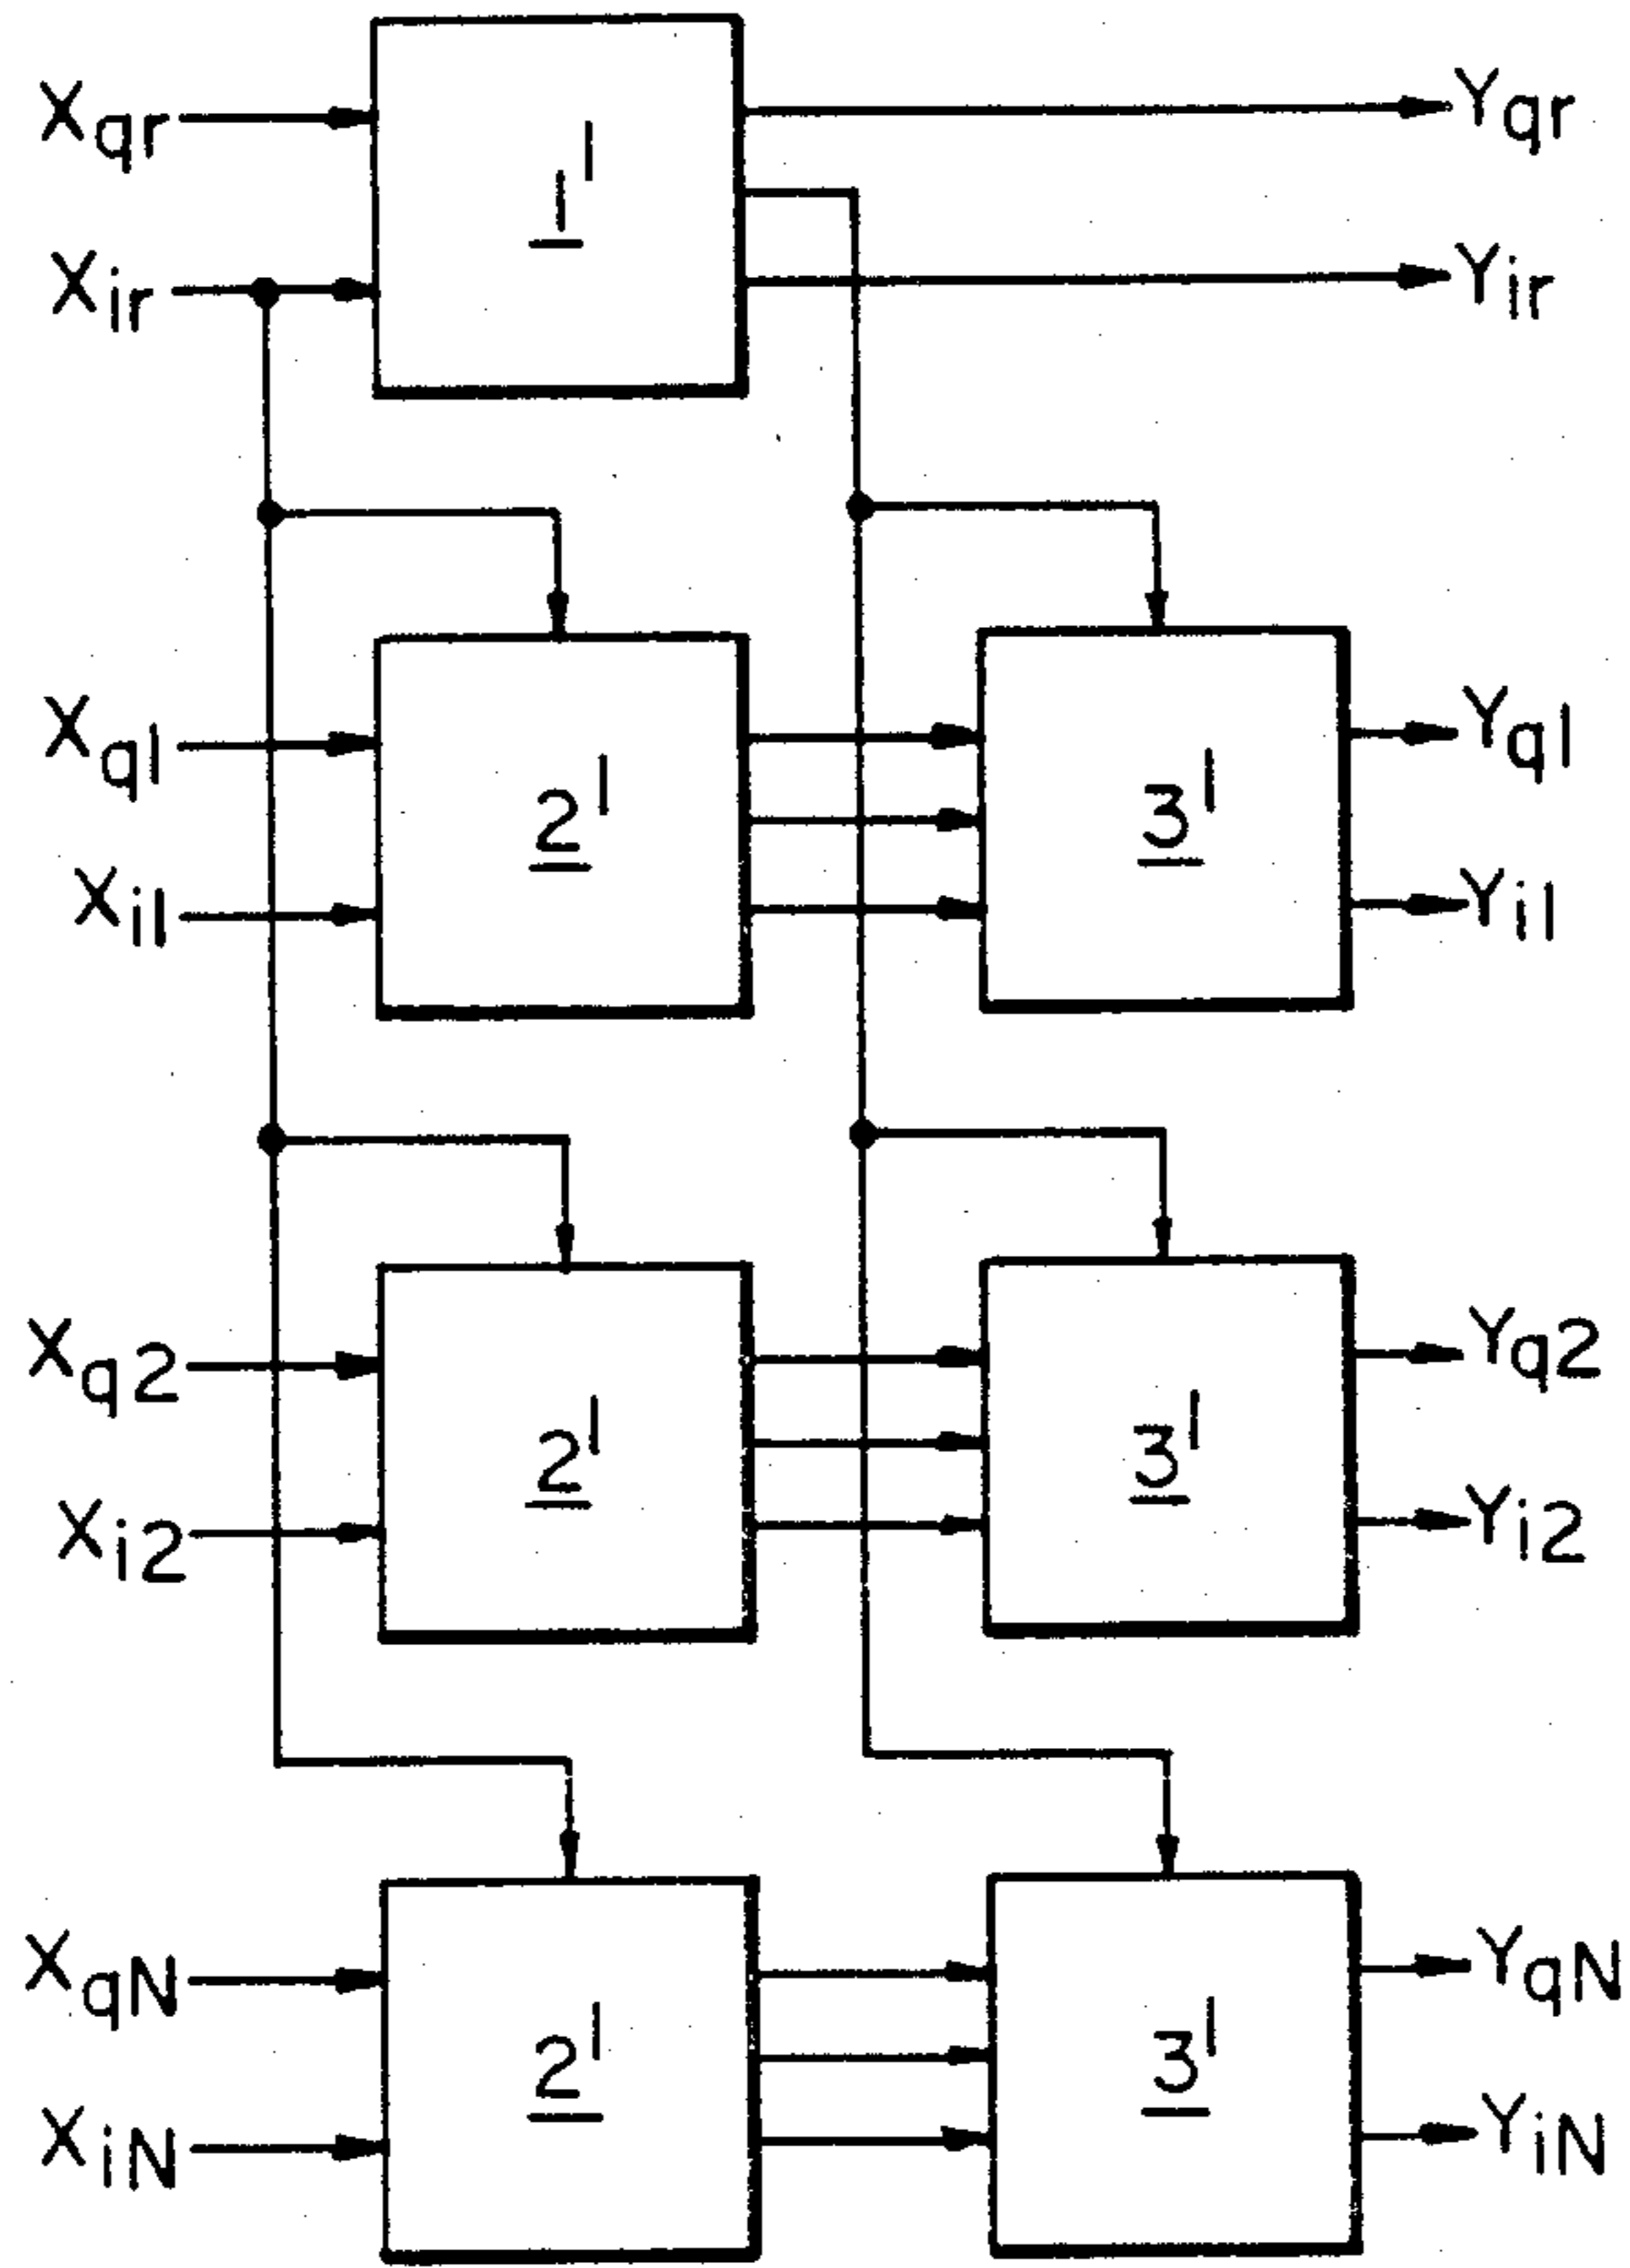 Xqr 1' Yqr
Xir Yir
Xq1 2' 3' Yq1
Xi1 Yi1
Xq2 2' 3' Yq2
Xi2 Yi2
XqN 2' 3' YqN
XiN YiN